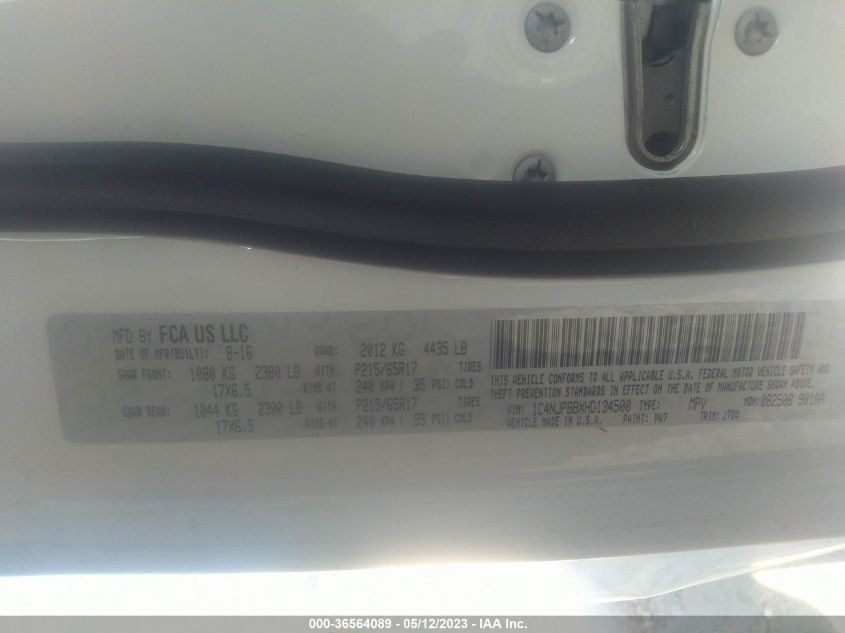 MFD BY FCA US LLC
DATE OF MFR(BUILT): 8-16 GVWR: 2012 KG 4435 LB
GAWR FRONT: 1080 KG 2380 LB WITH P215/65R17 TIRES
17X6.5 RIMS AT 240 KPA ( 35 PSI) COLD
GAWR REAR: 1044 KG 2300 LB WITH P215/65R17 TIRES
17X6.5 RIMS AT 240 KPA ( 35 PSI) COLD
THIS VEHICLE CONFORMS TO ALL APPLICABLE U.S.A. FEDERAL MOTOR VEHICLE SAFETY, BUMPER, AND
THEFT PREVENTION STANDARDS IN EFFECT ON THE DATE OF MANUFACTURE SHOWN ABOVE.
VIN: 1C4NJPBBXHD134500 TYPE: MPV MDH: 082508 901AA
VEHICLE MADE IN U.S.A. PAINT: PW7 TRIM: J7DV
000-36564089 - 05/12/2023 - IAA Inc.